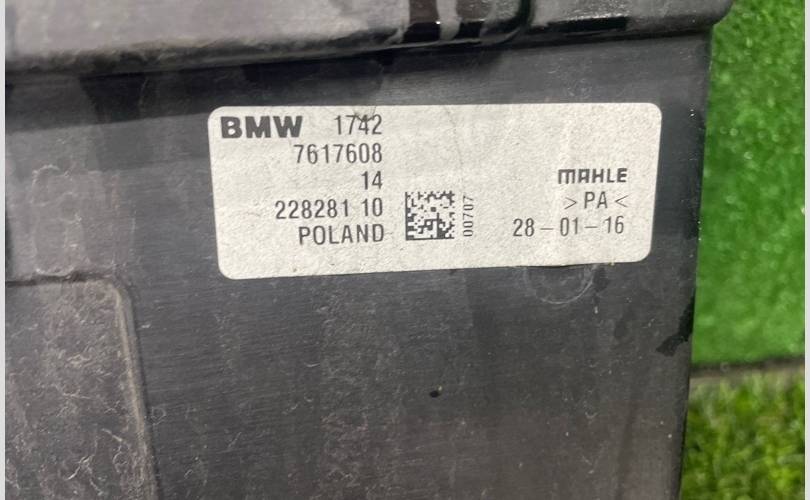 BMW 1742
7617608
14
228281 10
POLAND
00707
MAHLE
>PA<
28-01-16